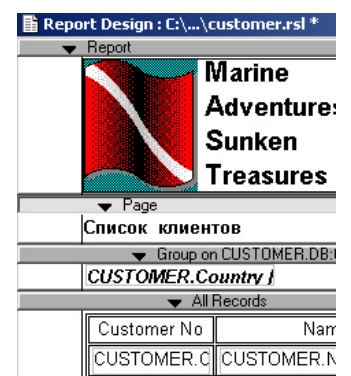 Report Design : C:\...\customer.rsl *
Report
Marine
Adventures
Sunken
Treasures
Page
Список клиентов
Group on CUSTOMER.DB:
CUSTOMER.Country
All Records
Customer No Nam
CUSTOMER.C CUSTOMER.N